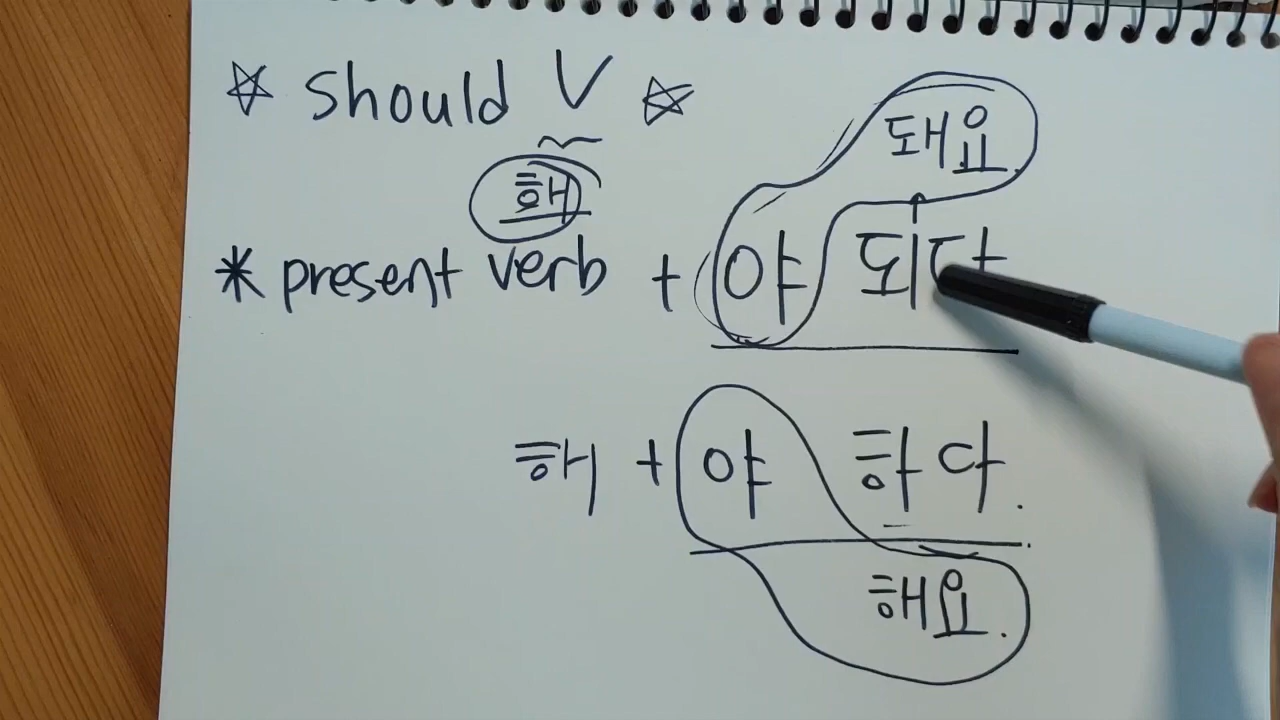 ☆ should V ☆
돼요.
해
* present verb + 야 되다
해 + 야 하다.
해요.